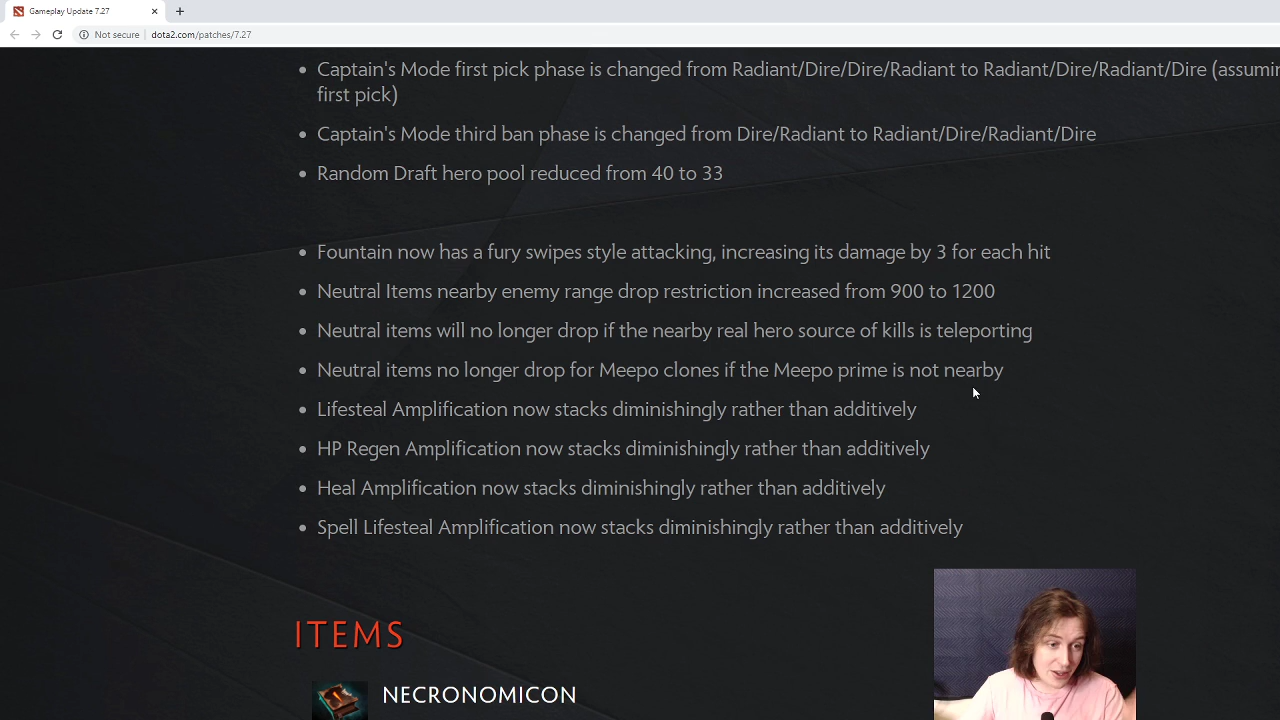 Gameplay Update 7.27
Not secure | dota2.com/patches/7.27
Captain's Mode first pick phase is changed from Radiant/Dire/Dire/Radiant to Radiant/Dire/Radiant/Dire (assumin
first pick)
Captain's Mode third ban phase is changed from Dire/Radiant to Radiant/Dire/Radiant/Dire
Random Draft hero pool reduced from 40 to 33
Fountain now has a fury swipes style attacking, increasing its damage by 3 for each hit
Neutral Items nearby enemy range drop restriction increased from 900 to 1200
Neutral items will no longer drop if the nearby real hero source of kills is teleporting
Neutral items no longer drop for Meepo clones if the Meepo prime is not nearby
Lifesteal Amplification now stacks diminishingly rather than additively
HP Regen Amplification now stacks diminishingly rather than additively
Heal Amplification now stacks diminishingly rather than additively
Spell Lifesteal Amplification now stacks diminishingly rather than additively
ITEMS
NECRONOMICON